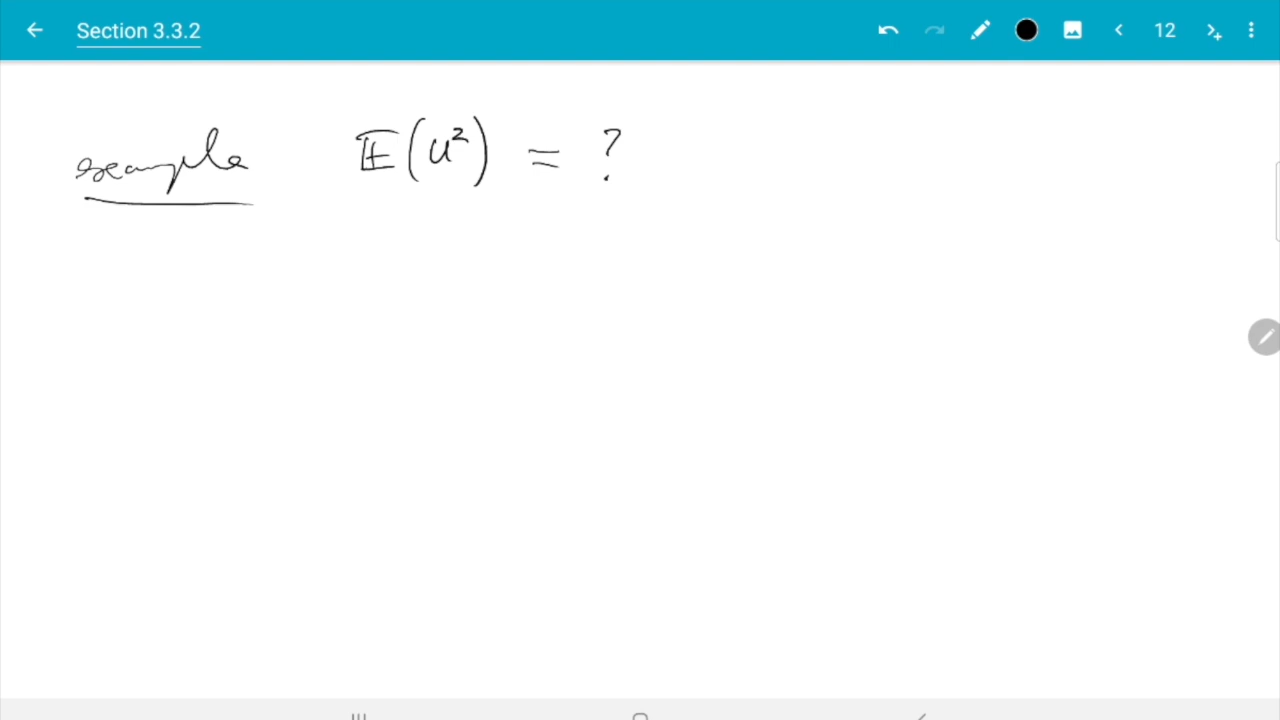 Section 3.3.2
12
example 𝔼(u²) = ?